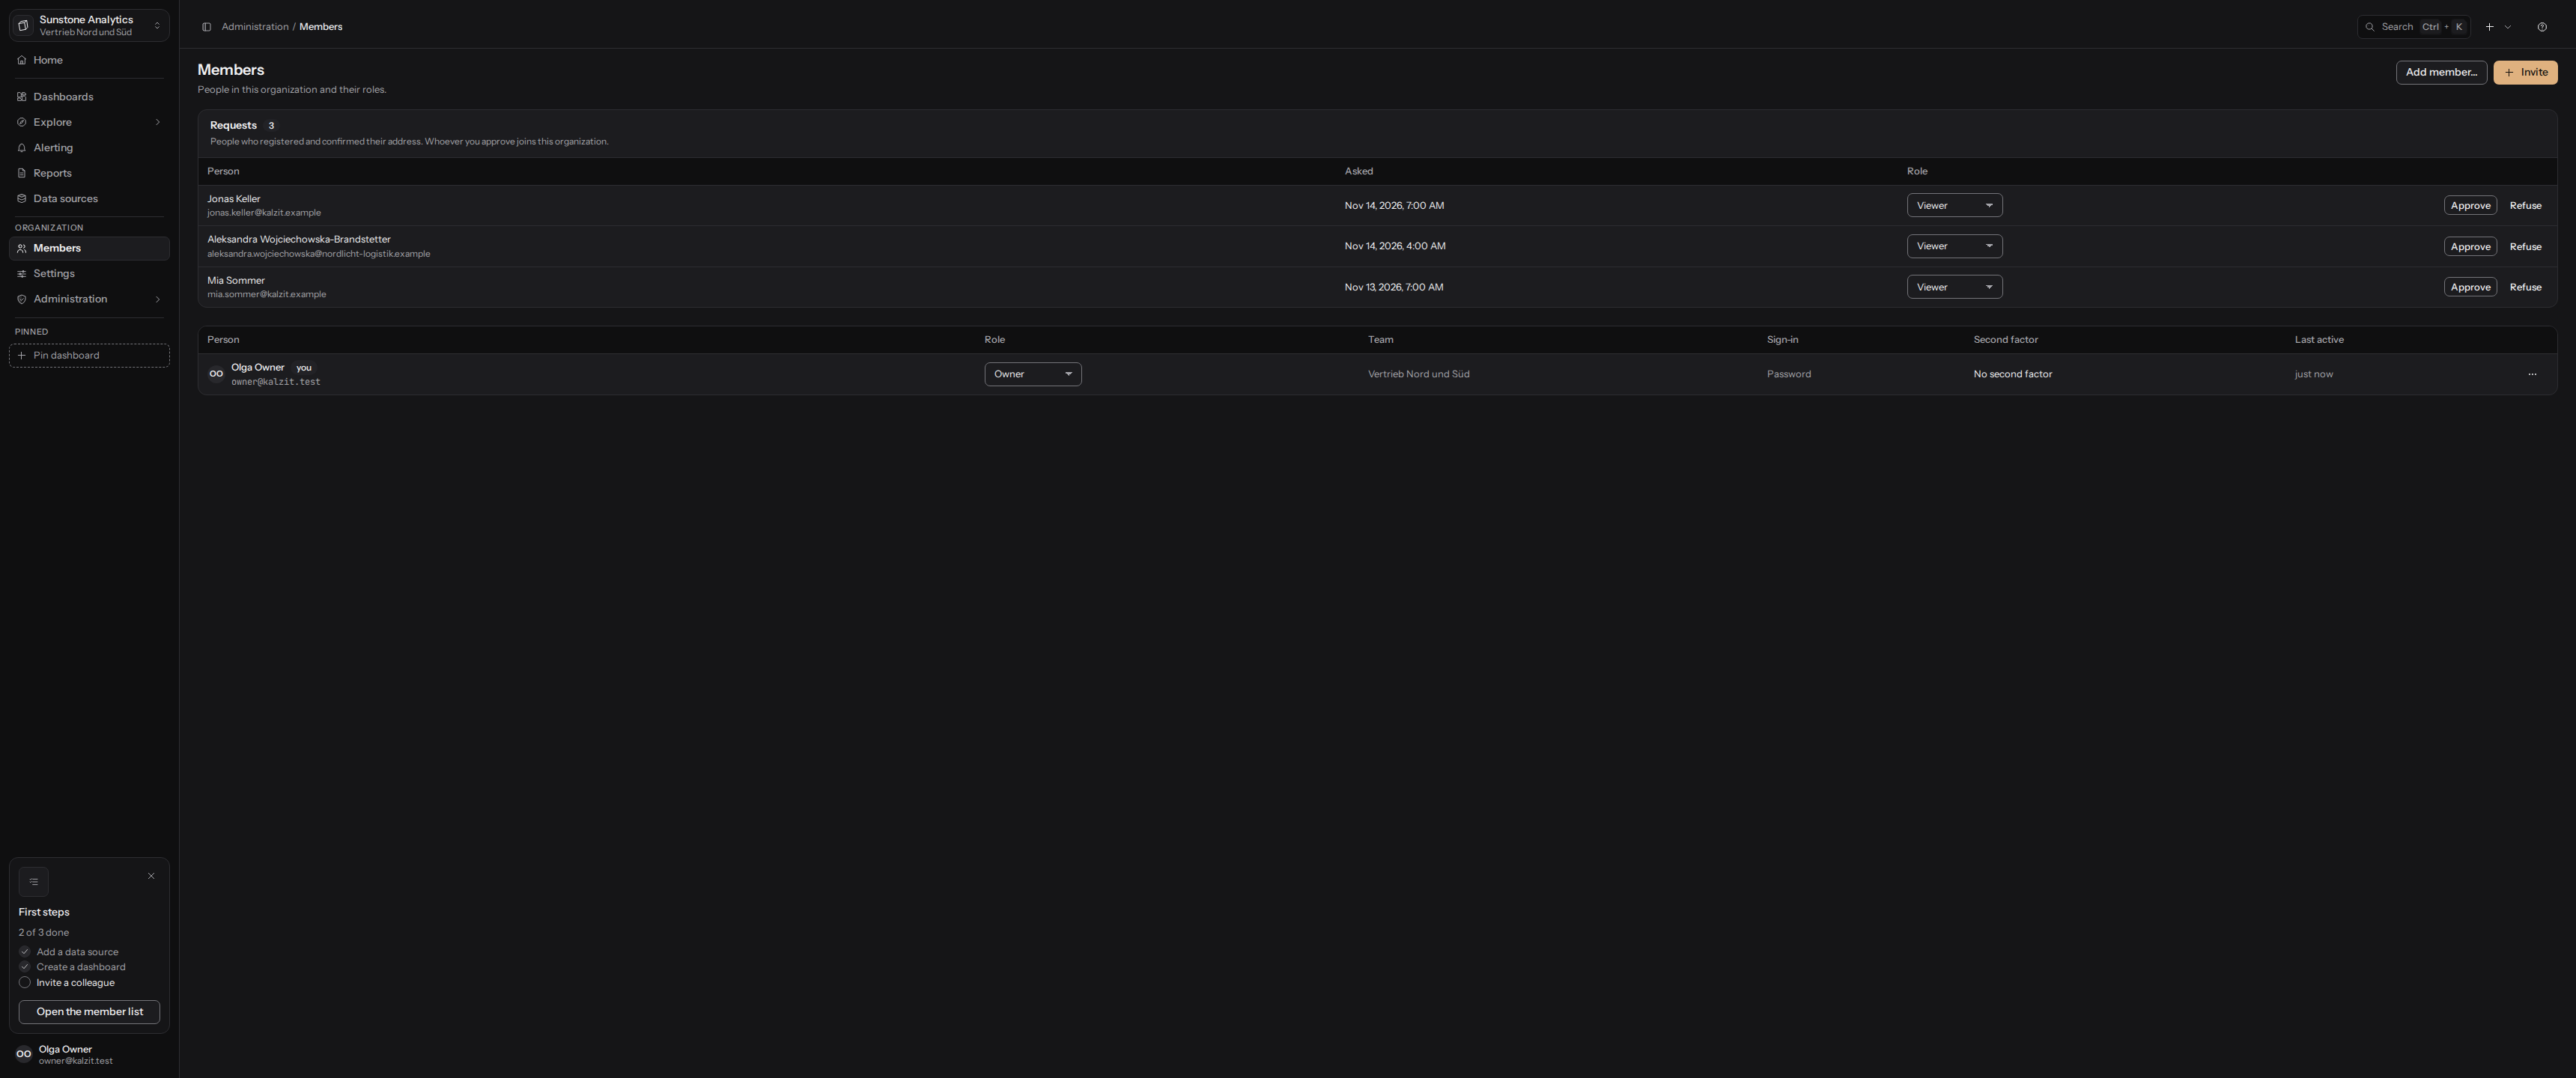 Sunstone Analytics
Vertrieb Nord und Süd
Home
Dashboards
Explore
Alerting
Reports
Data sources
ORGANIZATION
Members
Settings
Administration
PINNED
Pin dashboard
First steps
2 of 3 done
Add a data source
Create a dashboard
Invite a colleague
Open the member list
OO Olga Owner
owner@kalzit.test
Administration / Members
Search Ctrl + K
Members
People in this organization and their roles.
Add member...
Invite
Requests 3
People who registered and confirmed their address. Whoever you approve joins this organization.
Person Asked Role
Jonas Keller
jonas.keller@kalzit.example
Nov 14, 2026, 7:00 AM Viewer Approve Refuse
Aleksandra Wojciechowska-Brandstetter
aleksandra.wojciechowska@nordlicht-logistik.example
Nov 14, 2026, 4:00 AM Viewer Approve Refuse
Mia Sommer
mia.sommer@kalzit.example
Nov 13, 2026, 7:00 AM Viewer Approve Refuse
Person Role Team Sign-in Second factor Last active
OO Olga Owner you
owner@kalzit.test
Owner Vertrieb Nord und Süd Password No second factor just now